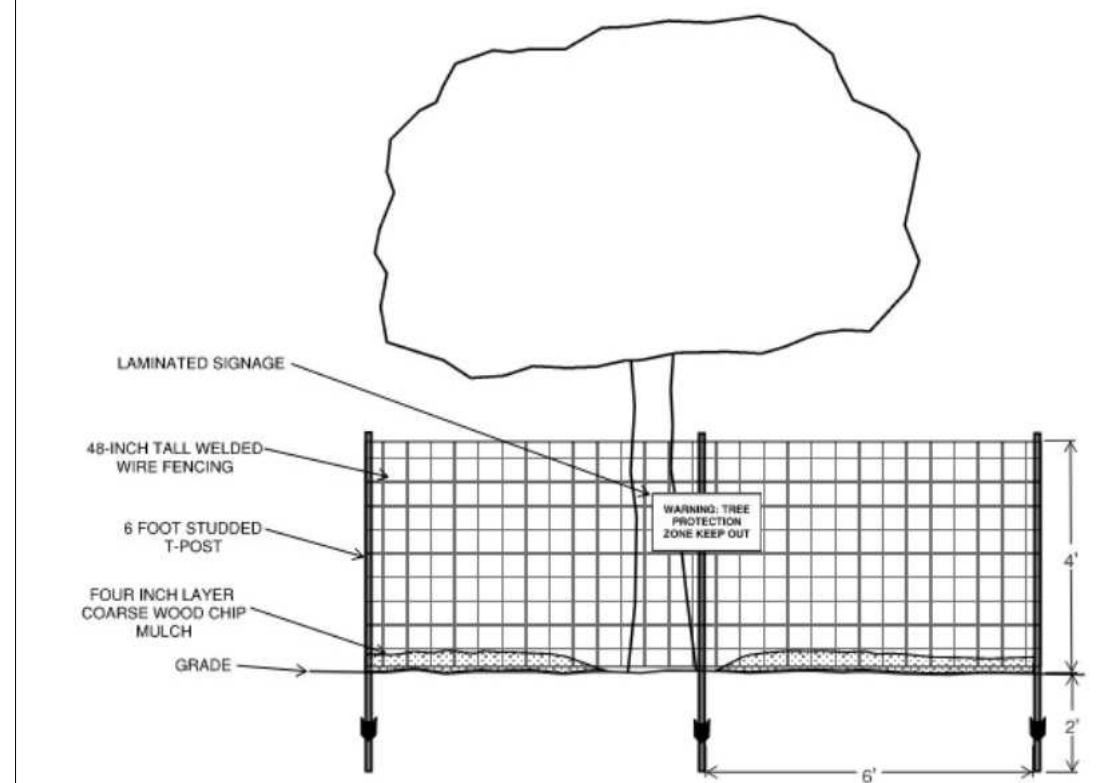 LAMINATED SIGNAGE
48-INCH TALL WELDED
WIRE FENCING
WARNING: TREE
PROTECTION
ZONE KEEP OUT
6 FOOT STUDDED
T-POST
4'
FOUR INCH LAYER
COARSE WOOD CHIP
MULCH
GRADE
2'
6'